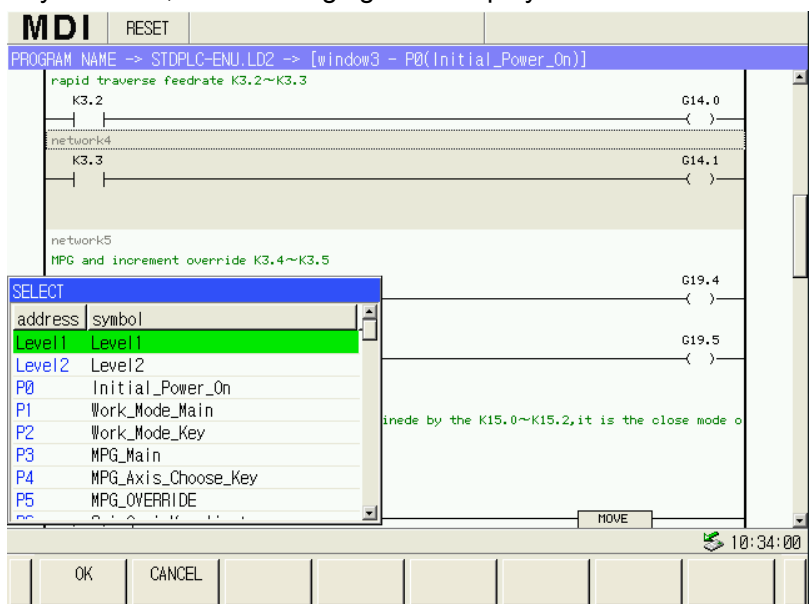 MDI RESET
PROGRAM NAME -> STDPLC-ENU.LD2 -> [window3 - P0(Initial_Power_On)]
rapid traverse feedrate K3.2~K3.3
K3.2 G14.0
network4
K3.3 G14.1
network5
MPG and increment override K3.4~K3.5
G19.4
SELECT
address symbol
Level1 Level1
G19.5
Level2 Level2
P0 Initial_Power_On
P1 Work_Mode_Main
inede by the K15.0~K15.2,it is the close mode o
P2 Work_Mode_Key
P3 MPG_Main
P4 MPG_Axis_Choose_Key
P5 MPG_OVERRIDE
MOVE
10:34:00
OK CANCEL